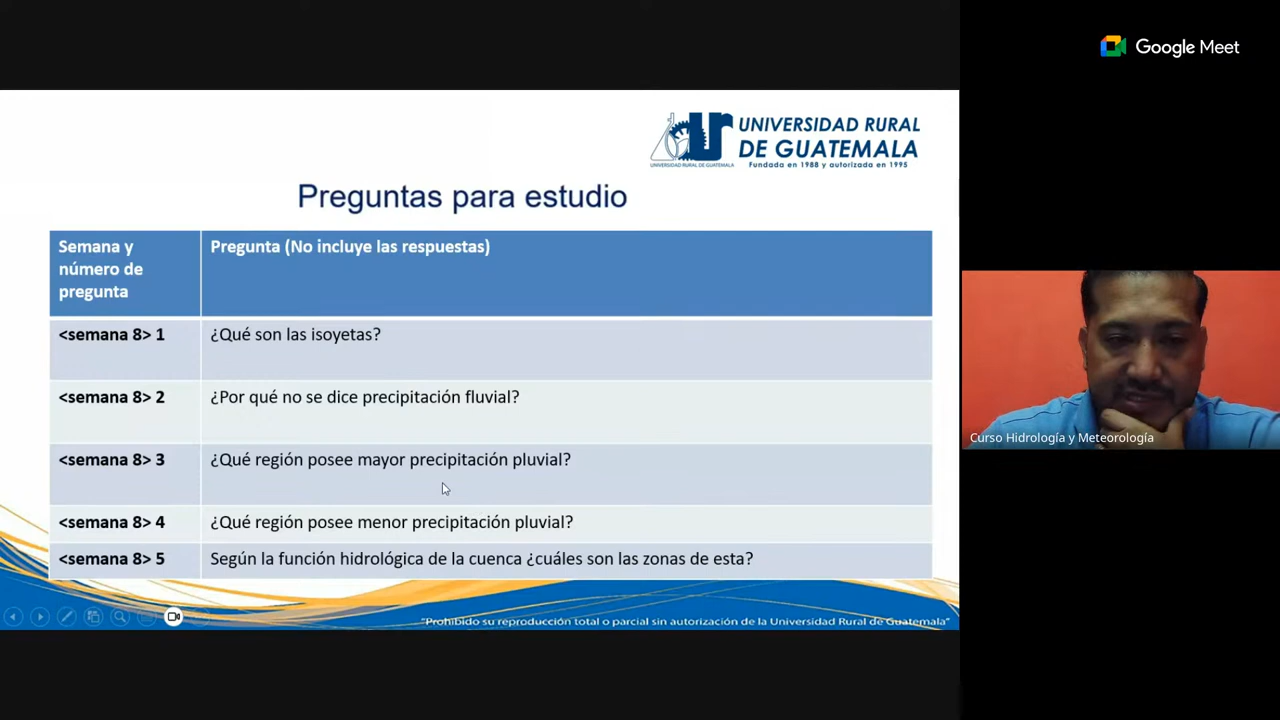 Google Meet
UNIVERSIDAD RURAL
DE GUATEMALA
Fundada en 1988 y autorizada en 1995
UNIVERSIDAD RURAL DE GUATEMALA
Preguntas para estudio
Semana y
número de
pregunta
Pregunta (No incluye las respuestas)
<semana 8> 1
¿Qué son las isoyetas?
<semana 8> 2
¿Por qué no se dice precipitación fluvial?
<semana 8> 3
¿Qué región posee mayor precipitación pluvial?
<semana 8> 4
¿Qué región posee menor precipitación pluvial?
<semana 8> 5
Según la función hidrológica de la cuenca ¿cuáles son las zonas de esta?
"Prohibido su reproducción total o parcial sin autorización de la Universidad Rural de Guatemala"
Curso Hidrología y Meteorología